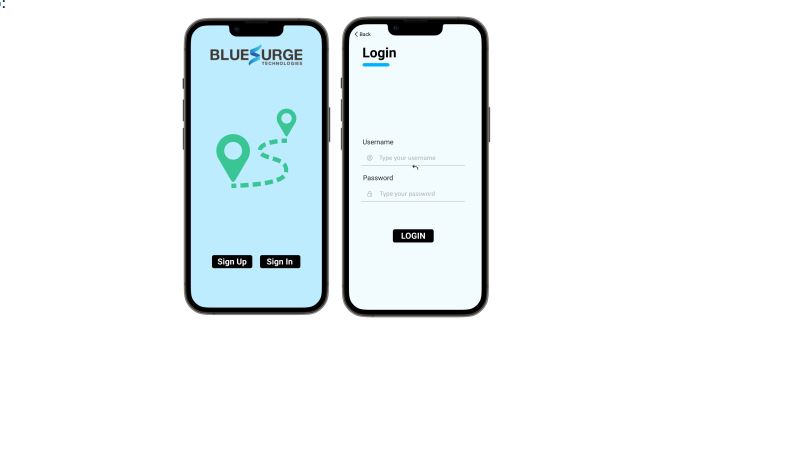 BLUESURGE
TECHNOLOGIES
Sign Up
Sign In
Back
Login
Username
Type your username
Password
Type your password
LOGIN